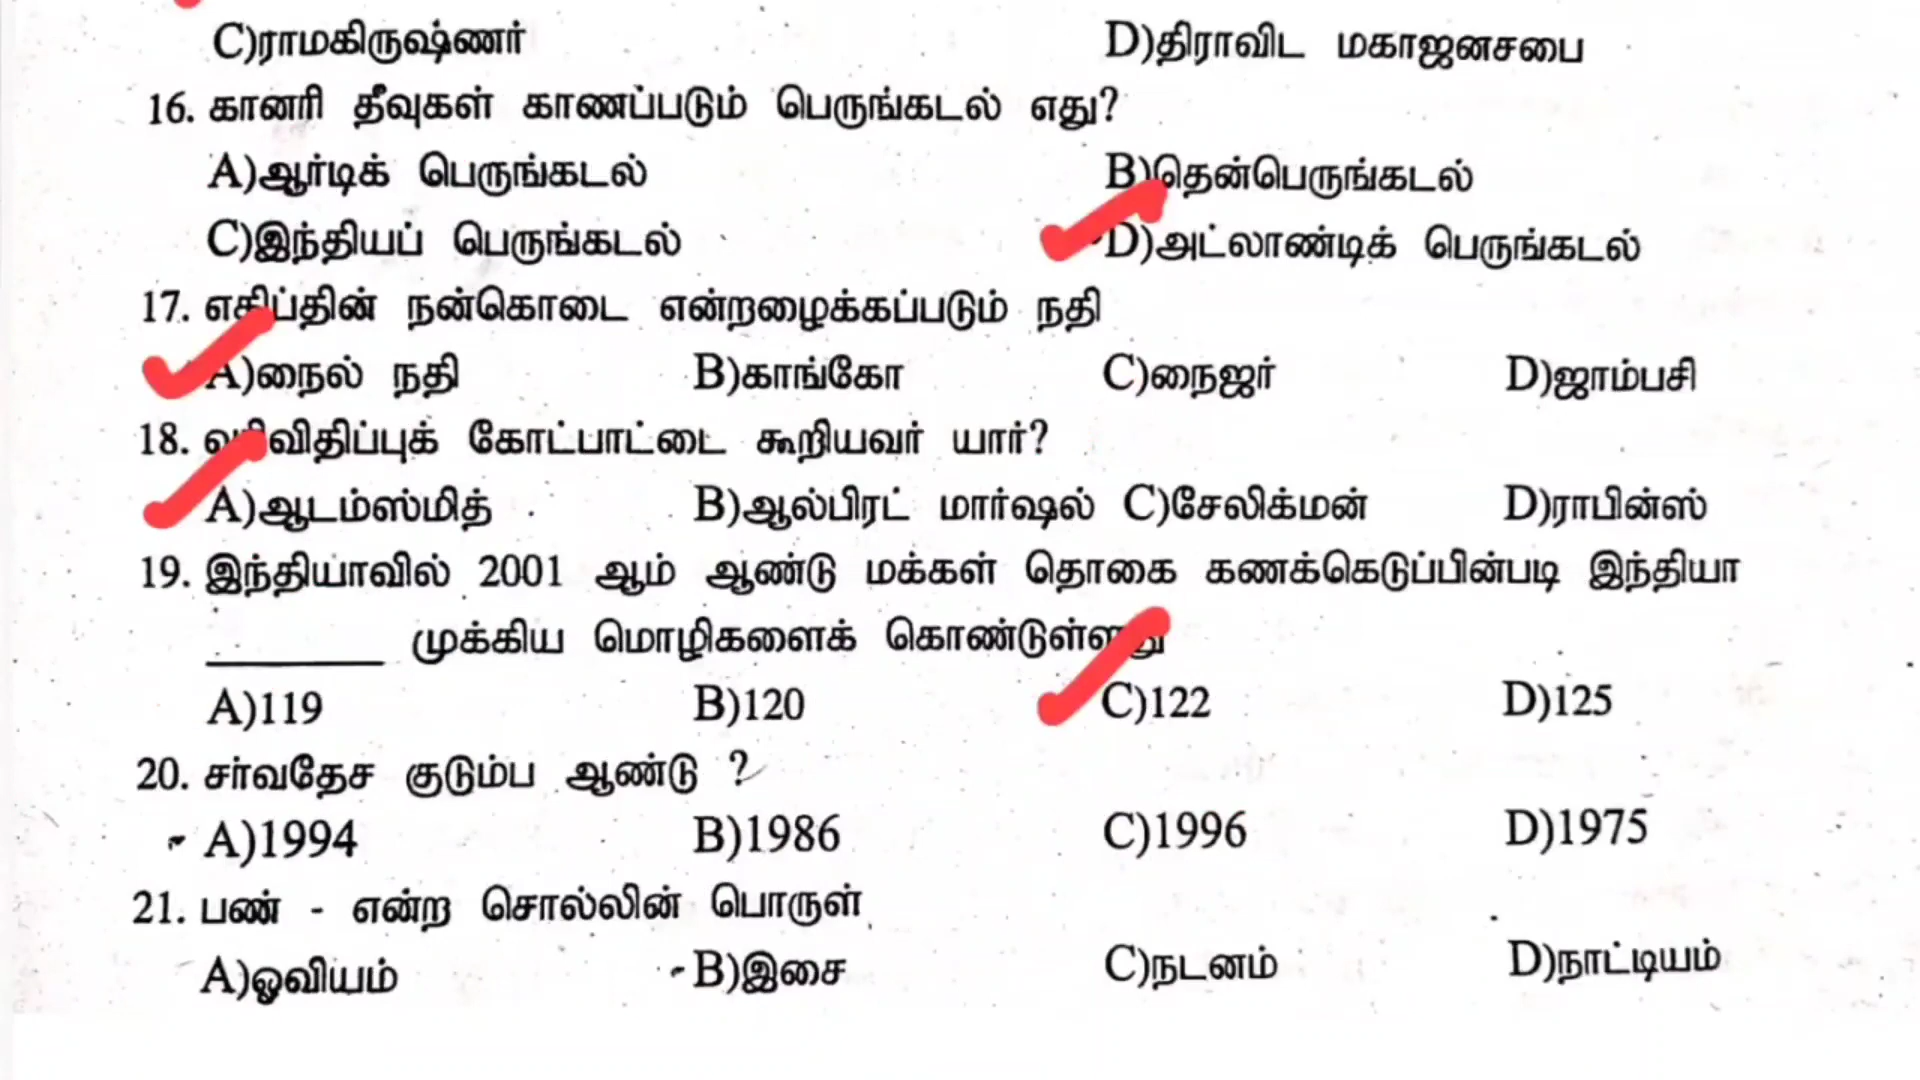 C)ராமகிருஷ்ணர் D)திராவிட மகாஜனசபை
16. கானரி தீவுகள் காணப்படும் பெருங்கடல் எது?
A)ஆர்டிக் பெருங்கடல் B)தென்பெருங்கடல்
C)இந்தியப் பெருங்கடல் D)அட்லாண்டிக் பெருங்கடல்
17. எகிப்தின் நன்கொடை என்றழைக்கப்படும் நதி
A)நைல் நதி B)காங்கோ C)நைஜர் D)ஜாம்பசி
18. வரிவிதிப்புக் கோட்பாட்டை கூறியவர் யார்?
A)ஆடம்ஸ்மித் B)ஆல்பிரட் மார்ஷல் C)சேலிக்மன் D)ராபின்ஸ்
19. இந்தியாவில் 2001 ஆம் ஆண்டு மக்கள் தொகை கணக்கெடுப்பின்படி இந்தியா
________ முக்கிய மொழிகளைக் கொண்டுள்ளது
A)119 B)120 C)122 D)125
20. சர்வதேச குடும்ப ஆண்டு ?
A)1994 B)1986 C)1996 D)1975
21. பண் - என்ற சொல்லின் பொருள்
A)ஓவியம் B)இசை C)நடனம் D)நாட்டியம்